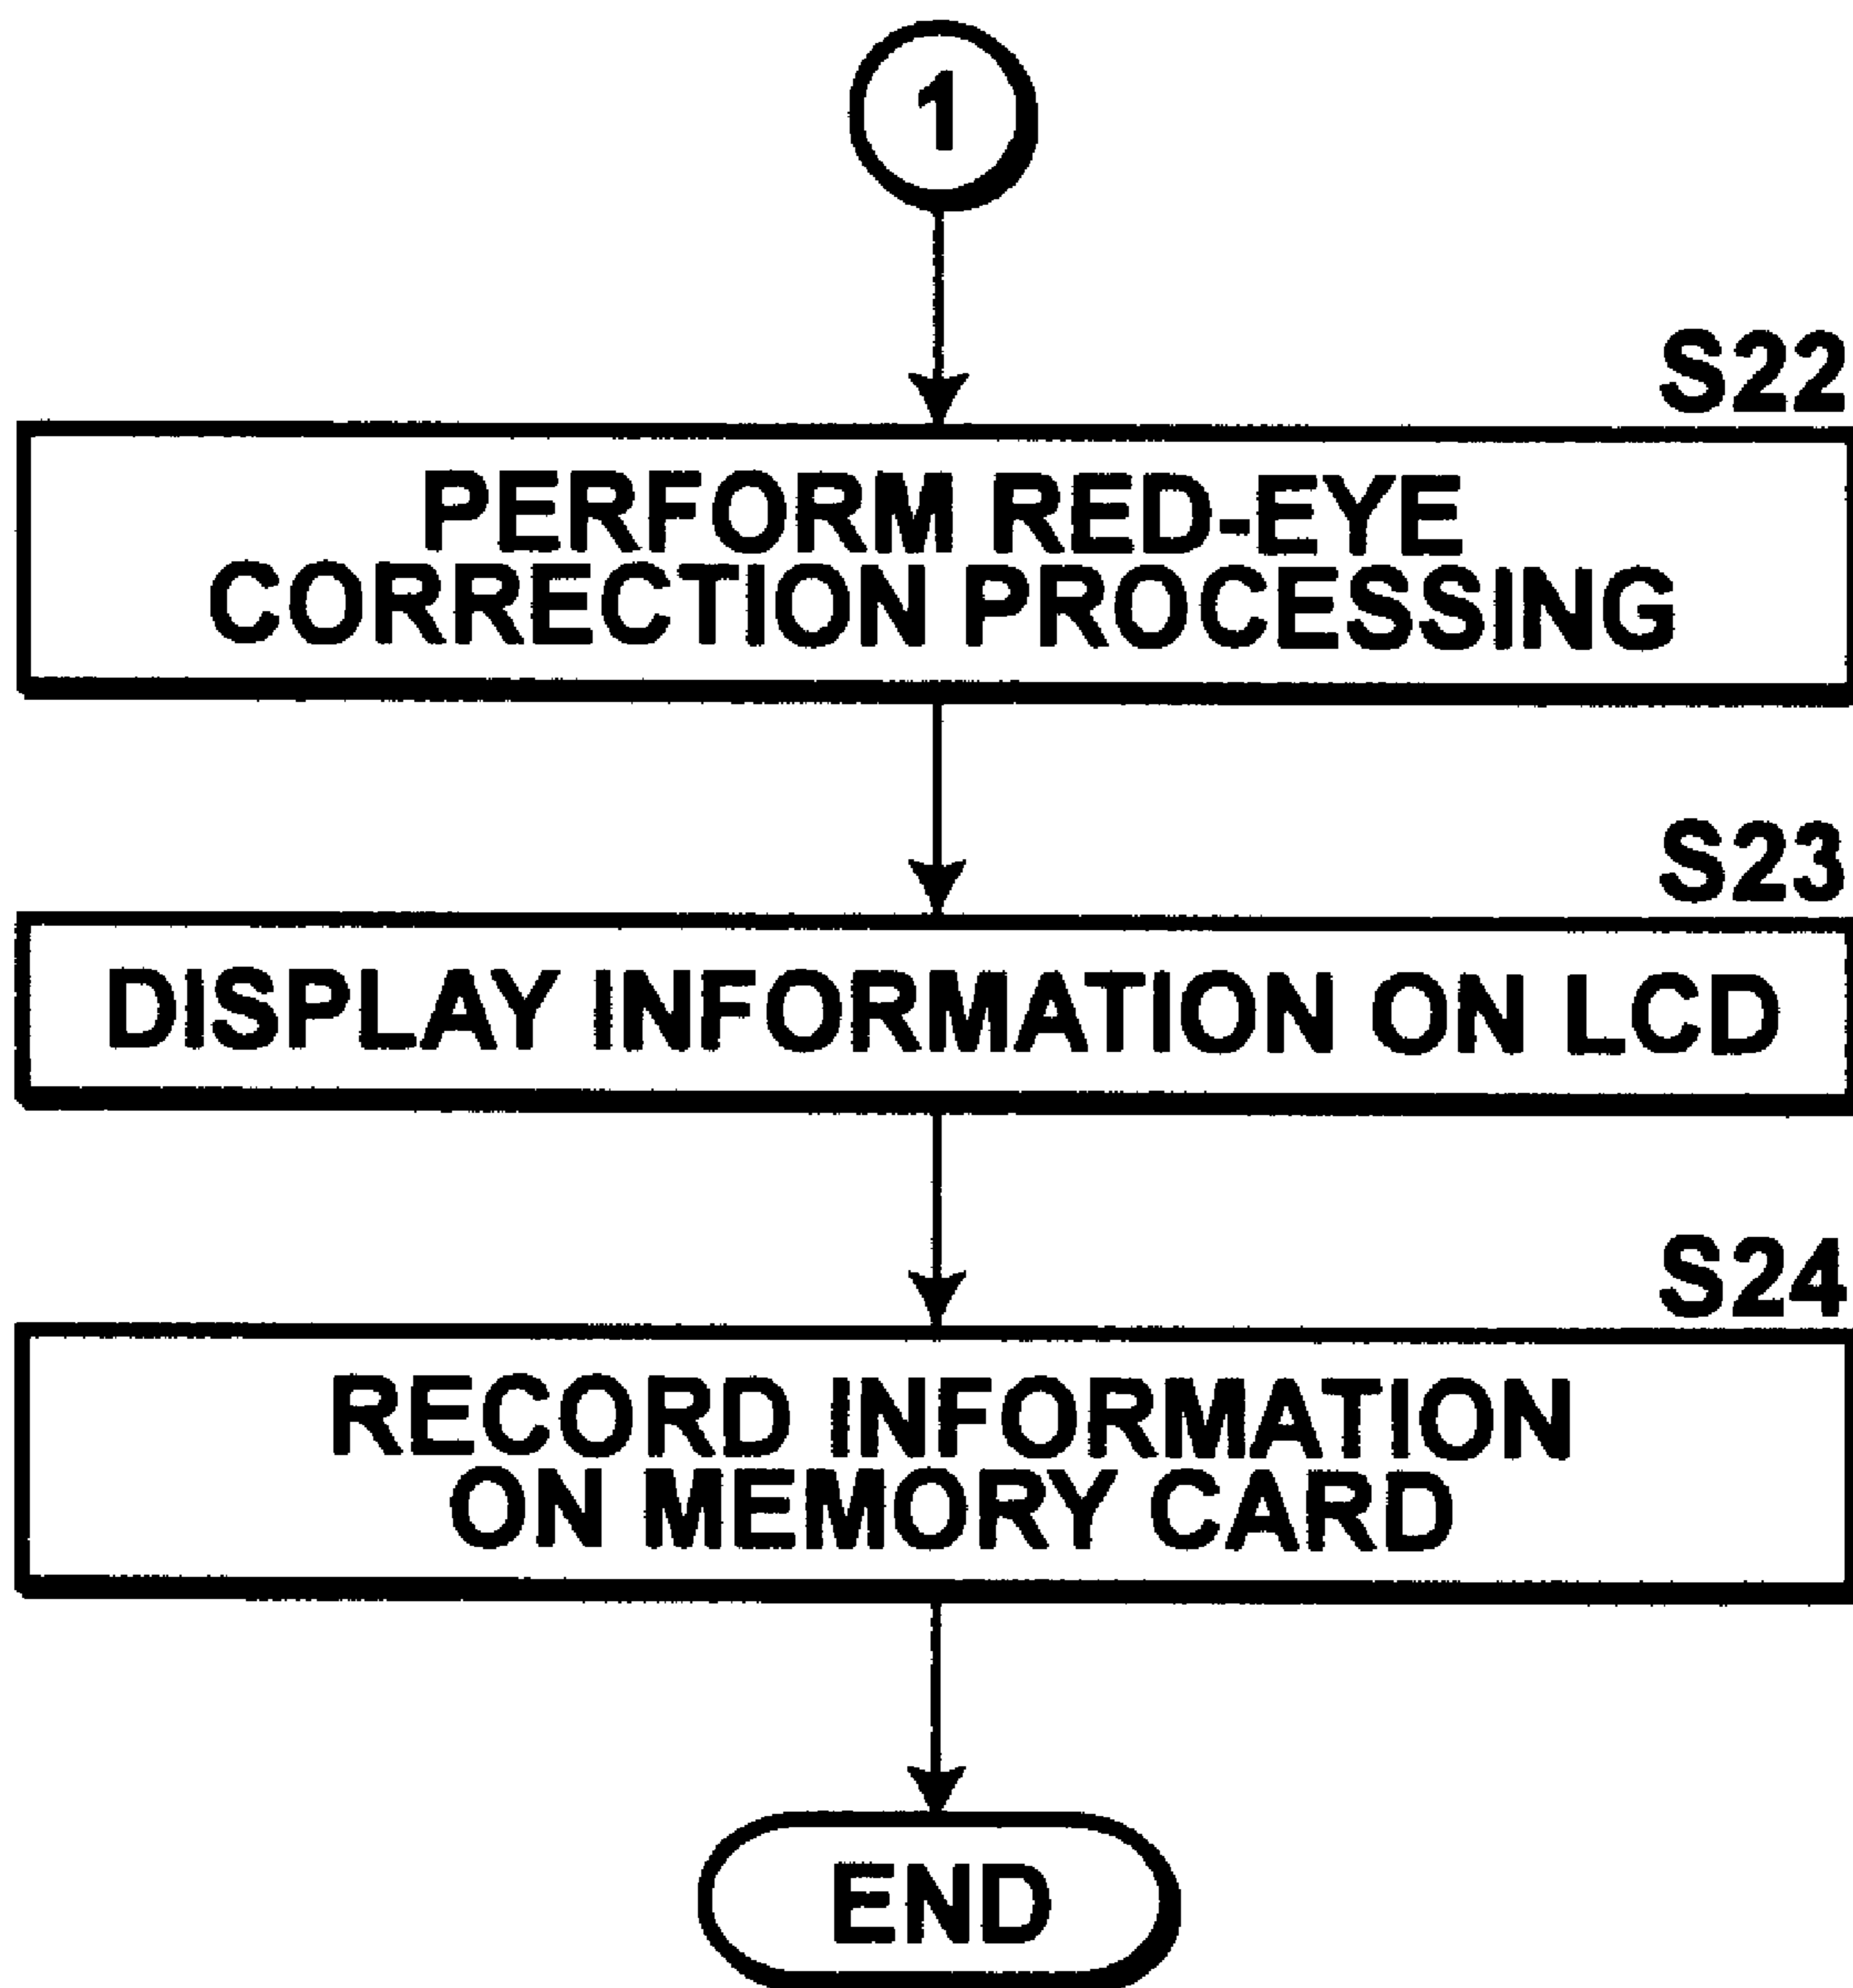 1
S22
PERFORM RED-EYE
CORRECTION PROCESSING
S23
DISPLAY INFORMATION ON LCD
S24
RECORD INFORMATION
ON MEMORY CARD
END